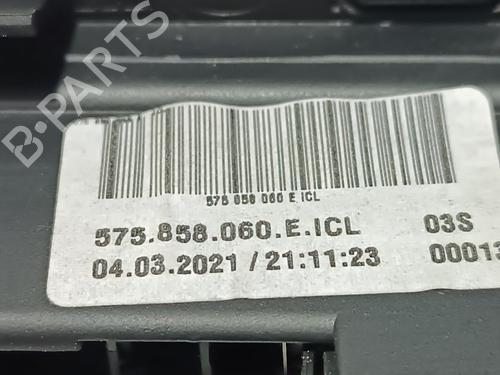 B-PARTS
575 858 060 E ICL
575.858.060.E.ICL 03S
04.03.2021 / 21:11:23 00013